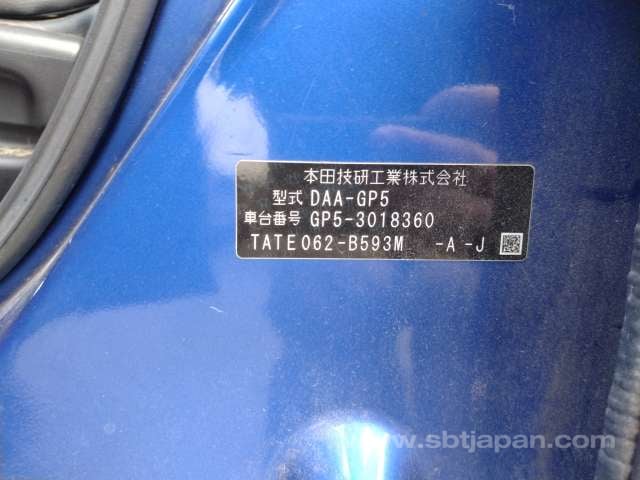 本田技研工業株式会社
型式 DAA-GP5
車台番号 GP5-3018360
TATE062-B593M -A -J
www.sbtjapan.com